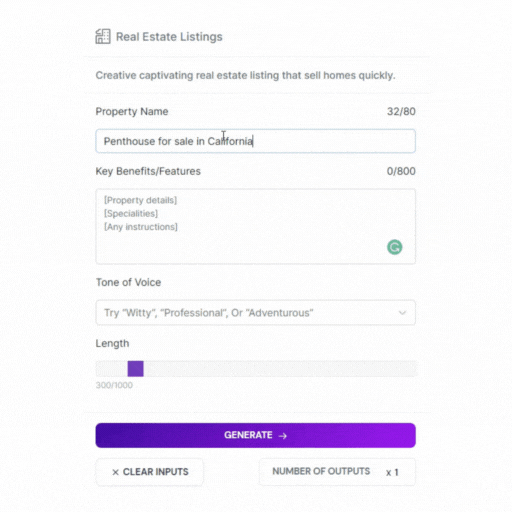 Real Estate Listings
Creative captivating real estate listing that sell homes quickly.
Property Name 32/80
Penthouse for sale in California
Key Benefits/Features 0/800
[Property details]
[Specialities]
[Any instructions]
Tone of Voice
Try "Witty", "Professional", Or "Adventurous"
Length
300/1000
GENERATE →
× CLEAR INPUTS NUMBER OF OUTPUTS x 1